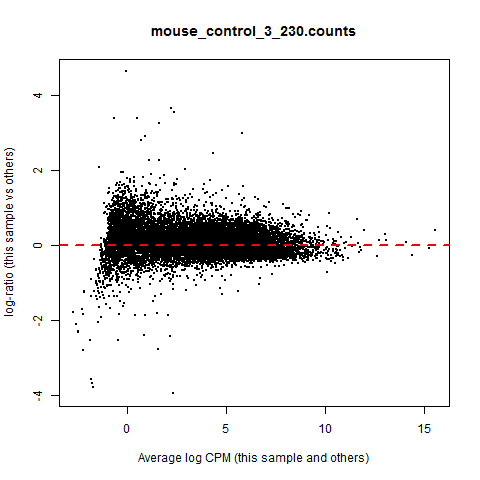 mouse_control_3_230.counts
log-ratio (this sample vs others)
4
2
0
-2
-4
0 5 10 15
Average log CPM (this sample and others)